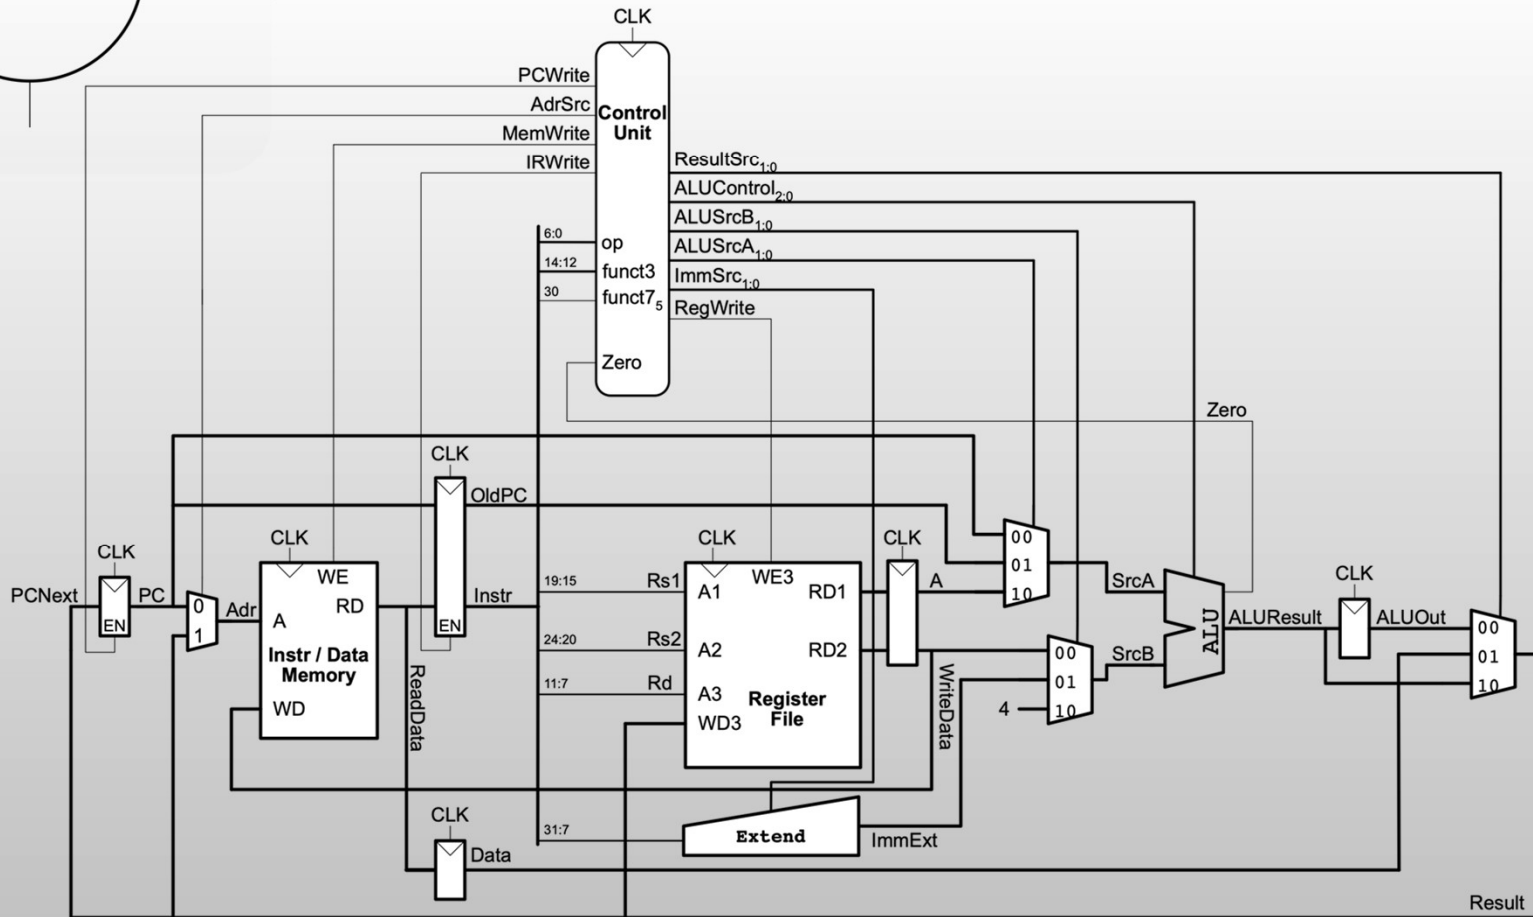 CLK
PCWrite
AdrSrc
MemWrite
IRWrite
Control
Unit
ResultSrc1:0
ALUControl2:0
ALUSrcB1:0
ALUSrcA1:0
ImmSrc1:0
RegWrite
6:0
op
14:12
funct3
30
funct75
Zero
Zero
CLK
OldPC
CLK
PCNext
EN
PC
0
1
Adr
CLK
WE
A
RD
Instr / Data
Memory
WD
EN
Instr
ReadData
CLK
Data
19:15
Rs1
24:20
Rs2
11:7
Rd
31:7
CLK
WE3
A1
RD1
A2
RD2
A3
Register
File
WD3
CLK
A
WriteData
Extend
ImmExt
00
01
10
SrcA
00
01
10
4
SrcB
ALU
ALUResult
CLK
ALUOut
00
01
10
Result